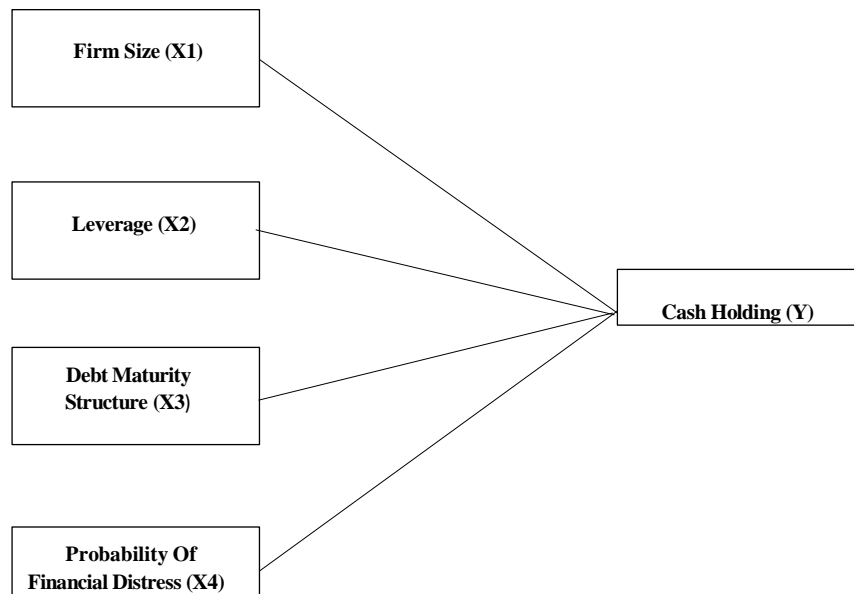 Firm Size (X1)
Leverage (X2)
Cash Holding (Y)
Debt Maturity
Structure (X3)
Probability Of
Financial Distress (X4)